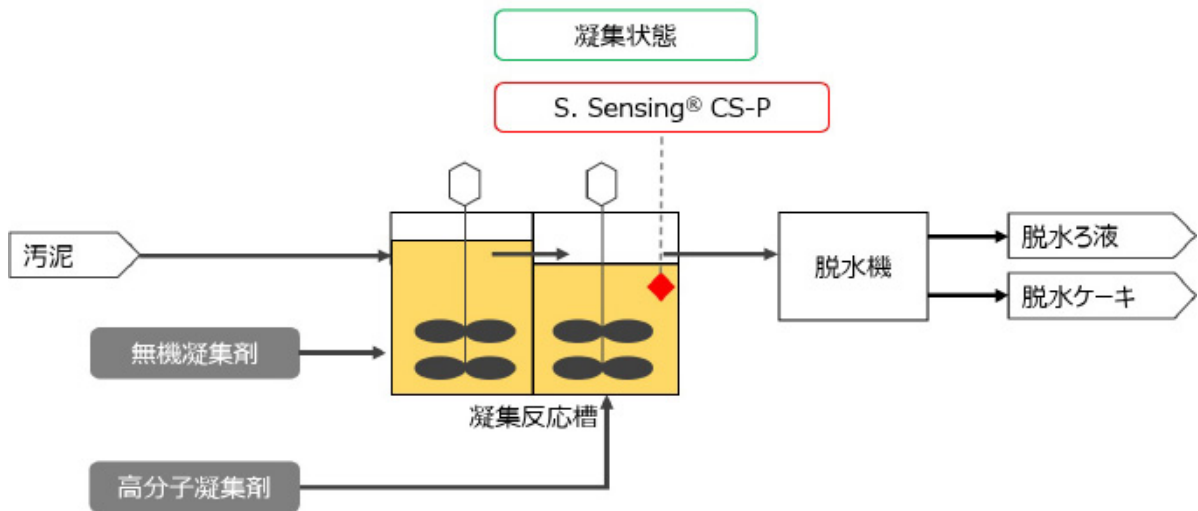 凝集状態
S. Sensing® CS-P
汚泥
脱水機
脱水ろ液
脱水ケーキ
無機凝集剤
凝集反応槽
高分子凝集剤